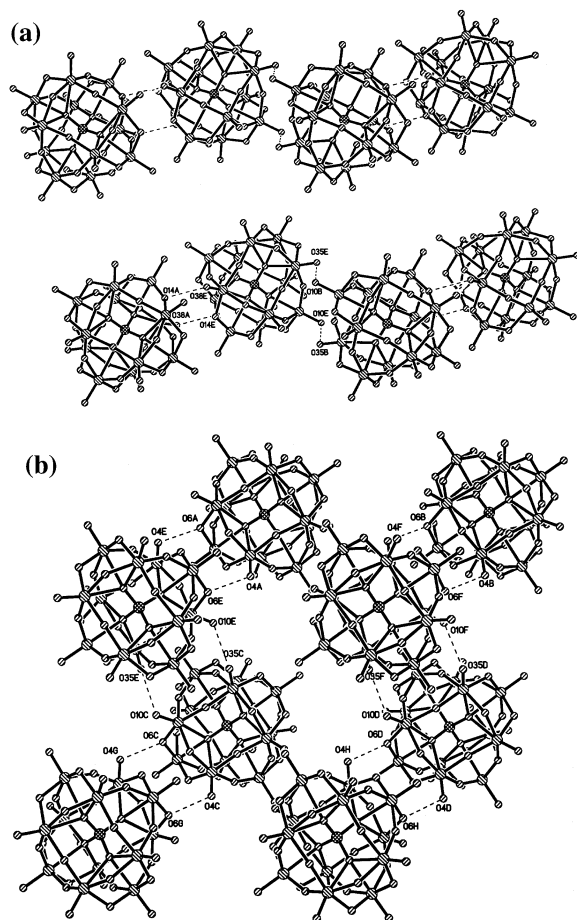 (a)
O35E
O14A
O38E
O10B
O38A
O14E
O10E
O35B
(b)
O4E
O6A
O4F
O6B
O4A
O6E
O6F
O4B
O10E
O10F
O35C
O35D
O35E
O35F
O10C
O10D
O6C
O6D
O4G
O4H
O4C
O4D
O6G
O6H